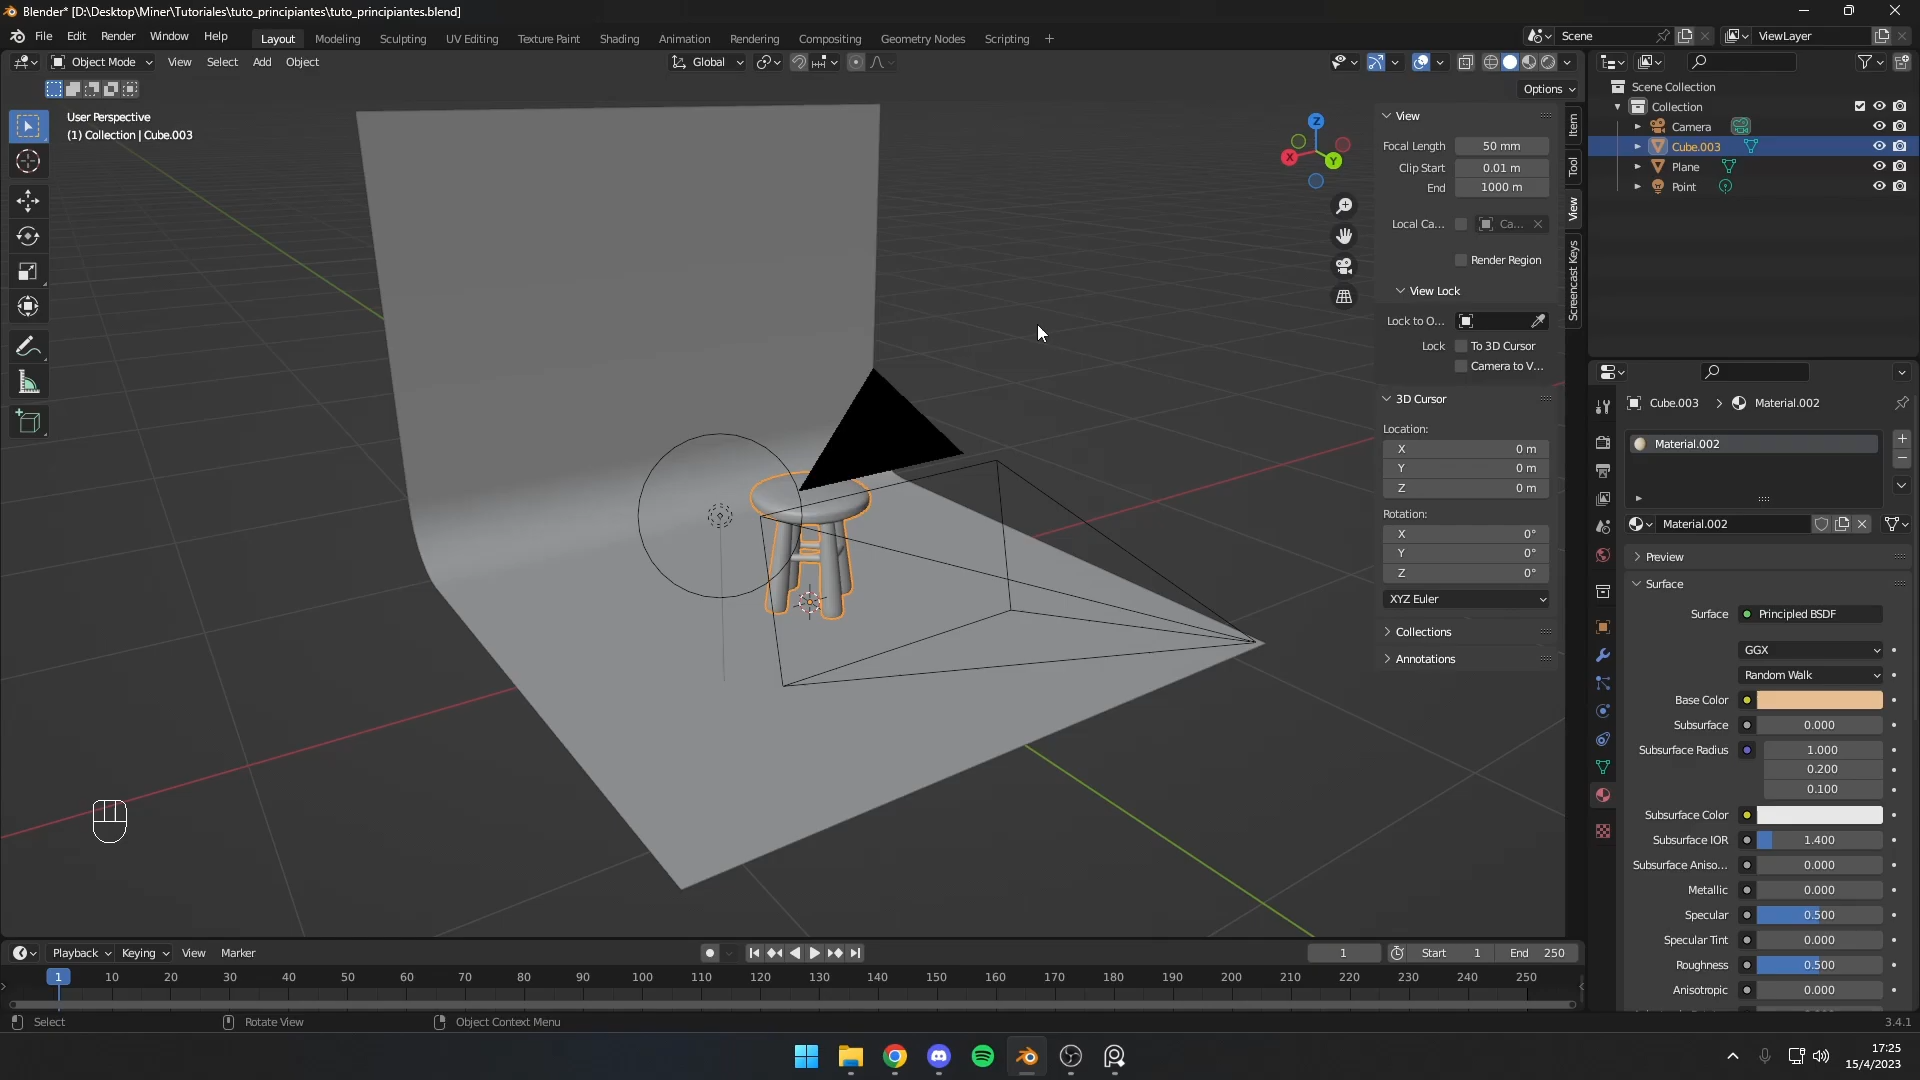 Blender* [D:\Desktop\Miner\Tutoriales\tuto_principiantes\tuto_principiantes.blend]
File Edit Render Window Help Layout Modeling Sculpting UV Editing Texture Paint Shading Animation Rendering Compositing Geometry Nodes Scripting + Scene ViewLayer
Object Mode View Select Add Object Global
Options
User Perspective
(1) Collection | Cube.003
Z
X
Y
View
Focal Length 50 mm
Clip Start 0.01 m
End 1000 m
Local Ca... Ca...
Render Region
View Lock
Lock to O...
Lock To 3D Cursor
Camera to V...
3D Cursor
Location:
X 0 m
Y 0 m
Z 0 m
Rotation:
X 0°
Y 0°
Z 0°
XYZ Euler
Collections
Annotations
Item
Tool
View
Screencast Keys
Scene Collection
Collection
Camera
Cube.003
Plane
Point
Cube.003 > Material.002
Material.002
Material.002
Preview
Surface
Surface Principled BSDF
GGX
Random Walk
Base Color
Subsurface 0.000
Subsurface Radius 1.000
0.200
0.100
Subsurface Color
Subsurface IOR 1.400
Subsurface Aniso... 0.000
Metallic 0.000
Specular 0.500
Specular Tint 0.000
Roughness 0.500
Anisotropic 0.000
Playback Keying View Marker 1 Start 1 End 250
1 10 20 30 40 50 60 70 80 90 100 110 120 130 140 150 160 170 180 190 200 210 220 230 240 250
Select Rotate View Object Context Menu 3.4.1
17:25
15/4/2023